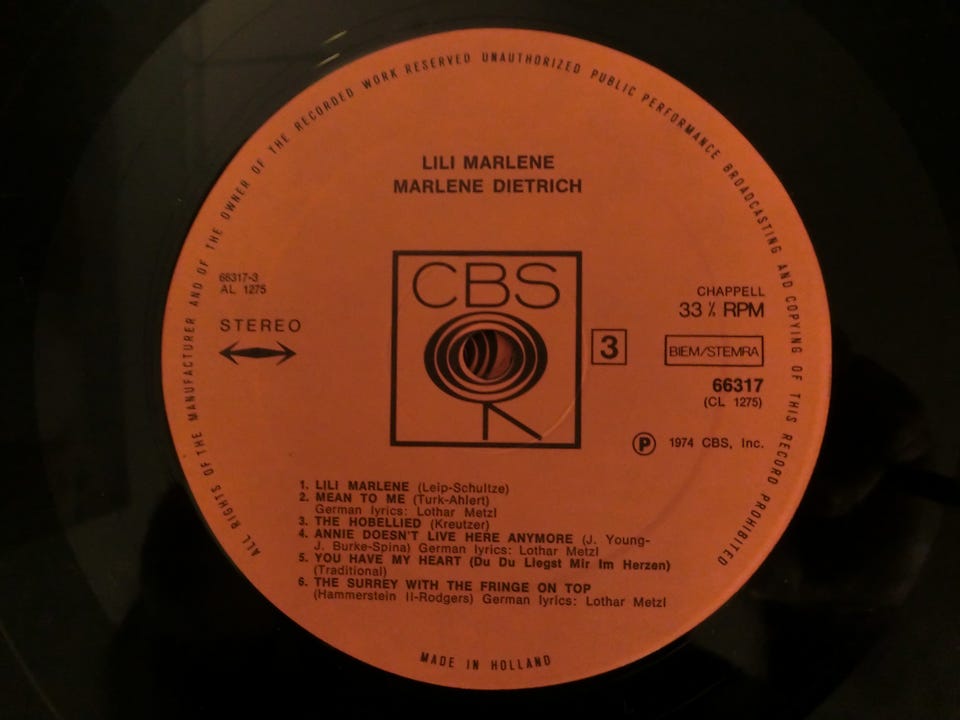 ALL RIGHTS OF THE MANUFACTURER AND OF THE OWNER OF THE RECORDED WORK RESERVED UNAUTHORIZED PUBLIC PERFORMANCE BROADCASTING AND COPYING OF THIS RECORD PROHIBITED
LILI MARLENE
MARLENE DIETRICH
CBS
66317-3
AL 1275
STEREO
3
CHAPPELL
33⅓ RPM
BIEM/STEMRA
66317
(CL 1275)
Ⓟ 1974 CBS, Inc.
1. LILI MARLENE (Leip-Schultze)
2. MEAN TO ME (Turk-Ahlert)
German lyrics: Lothar Metzl
3. THE HOBELLIED (Kreutzer)
4. ANNIE DOESN'T LIVE HERE ANYMORE (J. Young-
J. Burke-Spina) German lyrics: Lothar Metzl
5. YOU HAVE MY HEART (Du Du Liegst Mir Im Herzen)
(Traditional)
6. THE SURREY WITH THE FRINGE ON TOP
(Hammerstein II-Rodgers) German lyrics: Lothar Metzl
MADE IN HOLLAND